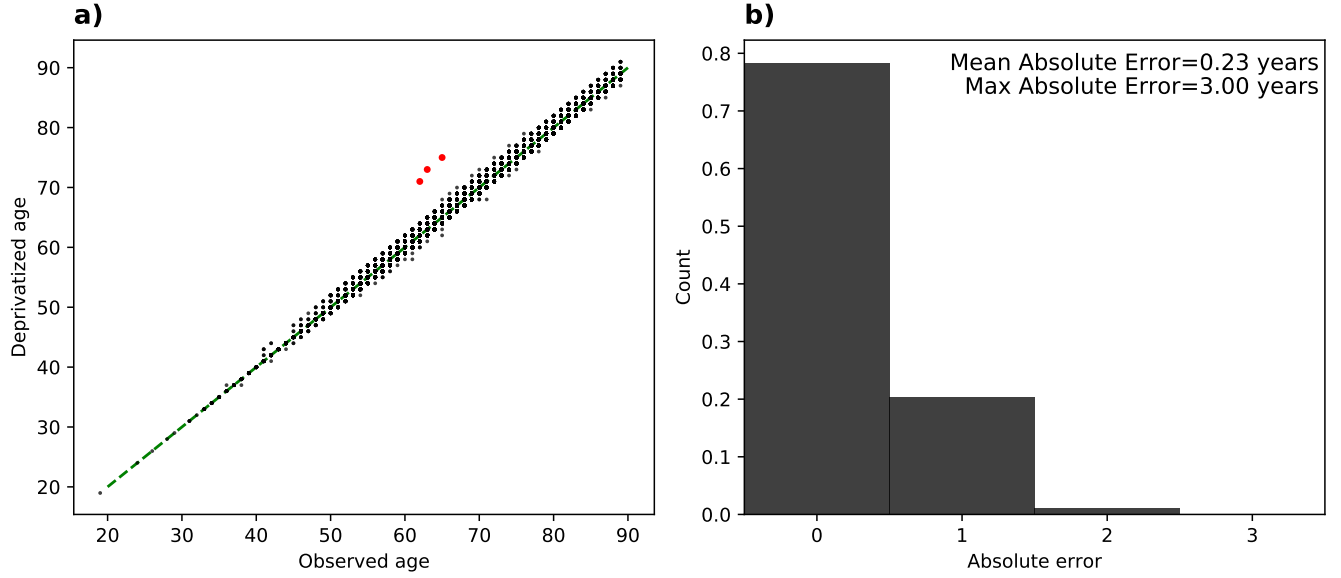 a)
90
80
70
60
50
40
30
20
Deprivatized age
20 30 40 50 60 70 80 90
Observed age
b)
Mean Absolute Error=0.23 years
Max Absolute Error=3.00 years
0.8
0.7
0.6
0.5
0.4
0.3
0.2
0.1
0.0
Count
0 1 2 3
Absolute error